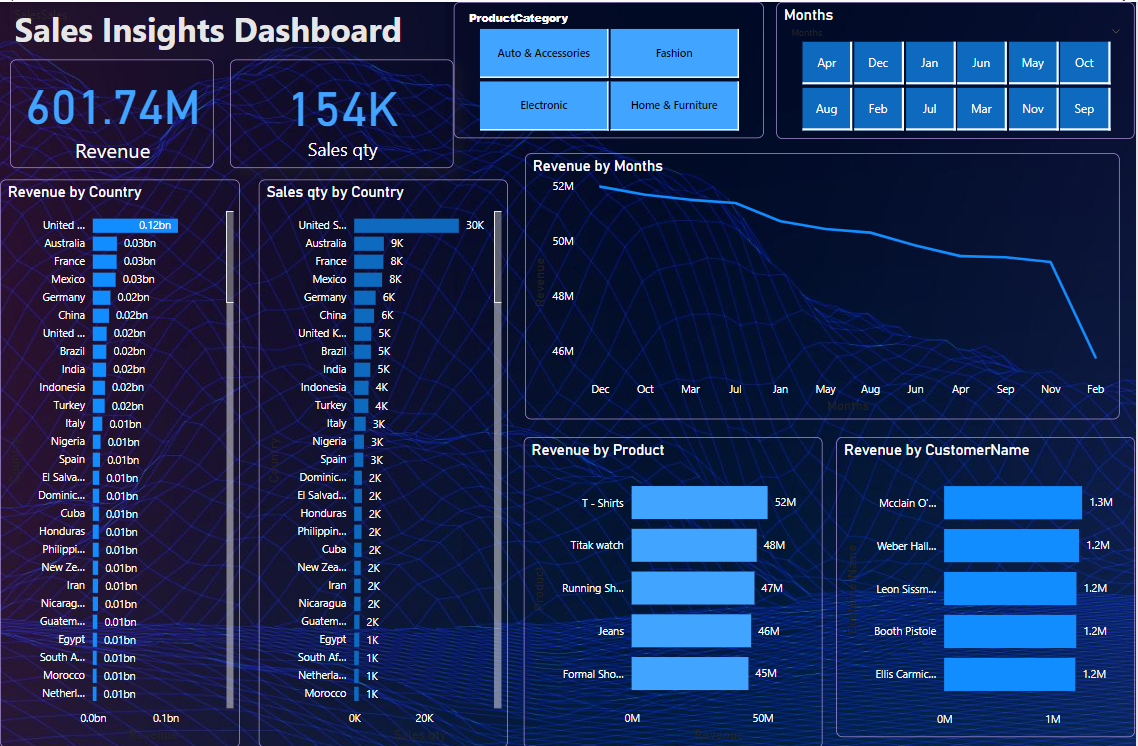 Sales Insights Dashboard
601.74M
Revenue
154K
Sales qty
ProductCategory
Auto & Accessories
Fashion
Electronic
Home & Furniture
Months
Months
Apr Dec Jan Jun May Oct
Aug Feb Jul Mar Nov Sep
Revenue by Country
United ... 0.12bn
Australia 0.03bn
France 0.03bn
Mexico 0.03bn
Germany 0.02bn
China 0.02bn
United ... 0.02bn
Brazil 0.02bn
India 0.02bn
Indonesia 0.02bn
Turkey 0.02bn
Italy 0.01bn
Nigeria 0.01bn
Spain 0.01bn
El Salva... 0.01bn
Dominic... 0.01bn
Cuba 0.01bn
Honduras 0.01bn
Philippi... 0.01bn
New Ze... 0.01bn
Iran 0.01bn
Nicarag... 0.01bn
Guatem... 0.01bn
Egypt 0.01bn
South A... 0.01bn
Morocco 0.01bn
Netherl... 0.01bn
0.0bn 0.1bn
Revenue
Sales qty by Country
United S... 30K
Australia 9K
France 8K
Mexico 8K
Germany 6K
China 6K
United K... 5K
Brazil 5K
India 5K
Indonesia 4K
Turkey 4K
Italy 3K
Nigeria 3K
Spain 3K
Dominic... 2K
El Salvad... 2K
Honduras 2K
Philippin... 2K
Cuba 2K
New Zea... 2K
Iran 2K
Nicaragua 2K
Guatem... 2K
Egypt 1K
South Af... 1K
Netherla... 1K
Morocco 1K
0K 20K
Sales qty
Revenue by Months
Revenue
52M
50M
48M
46M
Dec Oct Mar Jul Jan May Aug Jun Apr Sep Nov Feb
Months
Revenue by Product
Product
T - Shirts 52M
Titak watch 48M
Running Sh... 47M
Jeans 46M
Formal Sho... 45M
0M 50M
Revenue
Revenue by CustomerName
Mcclain O'... 1.3M
Weber Hall... 1.2M
Leon Sissm... 1.2M
Booth Pistole 1.2M
Ellis Carmic... 1.2M
0M 1M